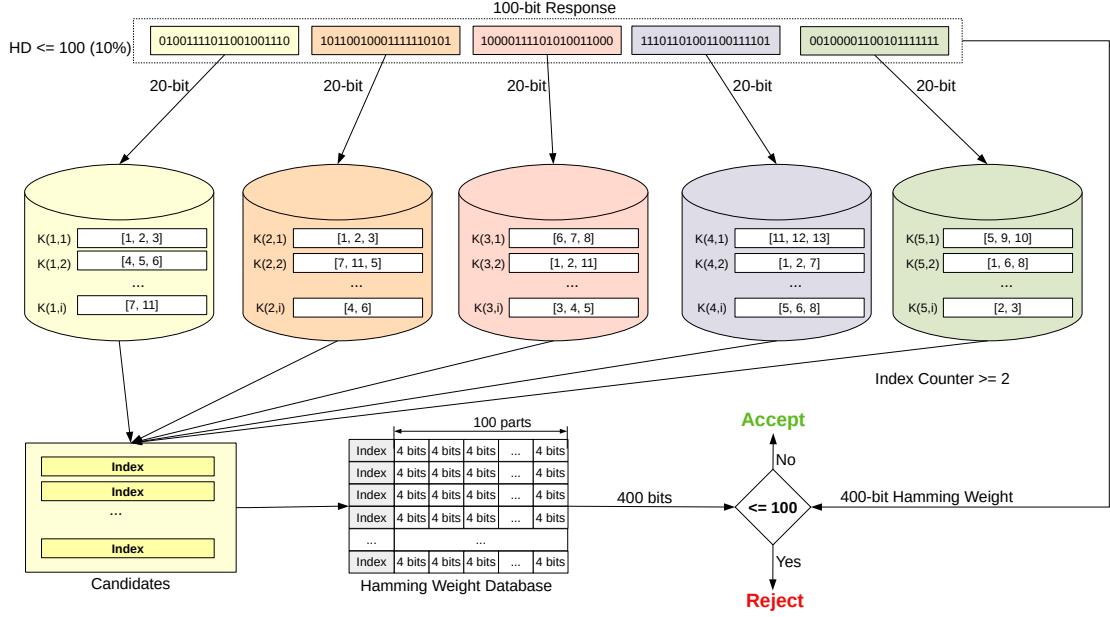 100-bit Response
HD <= 100 (10%)
01001111011001001110
10110010001111110101
10000111101010011000
11101101001100111101
00100001100101111111
20-bit
20-bit
20-bit
20-bit
20-bit
K(1,1) [1, 2, 3]
K(1,2) [4, 5, 6]
...
K(1,i) [7, 11]
K(2,1) [1, 2, 3]
K(2,2) [7, 11, 5]
...
K(2,i) [4, 6]
K(3,1) [6, 7, 8]
K(3,2) [1, 2, 11]
...
K(3,i) [3, 4, 5]
K(4,1) [11, 12, 13]
K(4,2) [1, 2, 7]
...
K(4,i) [5, 6, 8]
K(5,1) [5, 9, 10]
K(5,2) [1, 6, 8]
...
K(5,i) [2, 3]
Index Counter >= 2
Index
Index
...
Index
Candidates
100 parts
Index 4 bits 4 bits 4 bits ... 4 bits
Index 4 bits 4 bits 4 bits ... 4 bits
Index 4 bits 4 bits 4 bits ... 4 bits
Index 4 bits 4 bits 4 bits ... 4 bits
... ...
Index 4 bits 4 bits 4 bits ... 4 bits
Hamming Weight Database
400 bits
Accept
No
<= 100
400-bit Hamming Weight
Yes
Reject